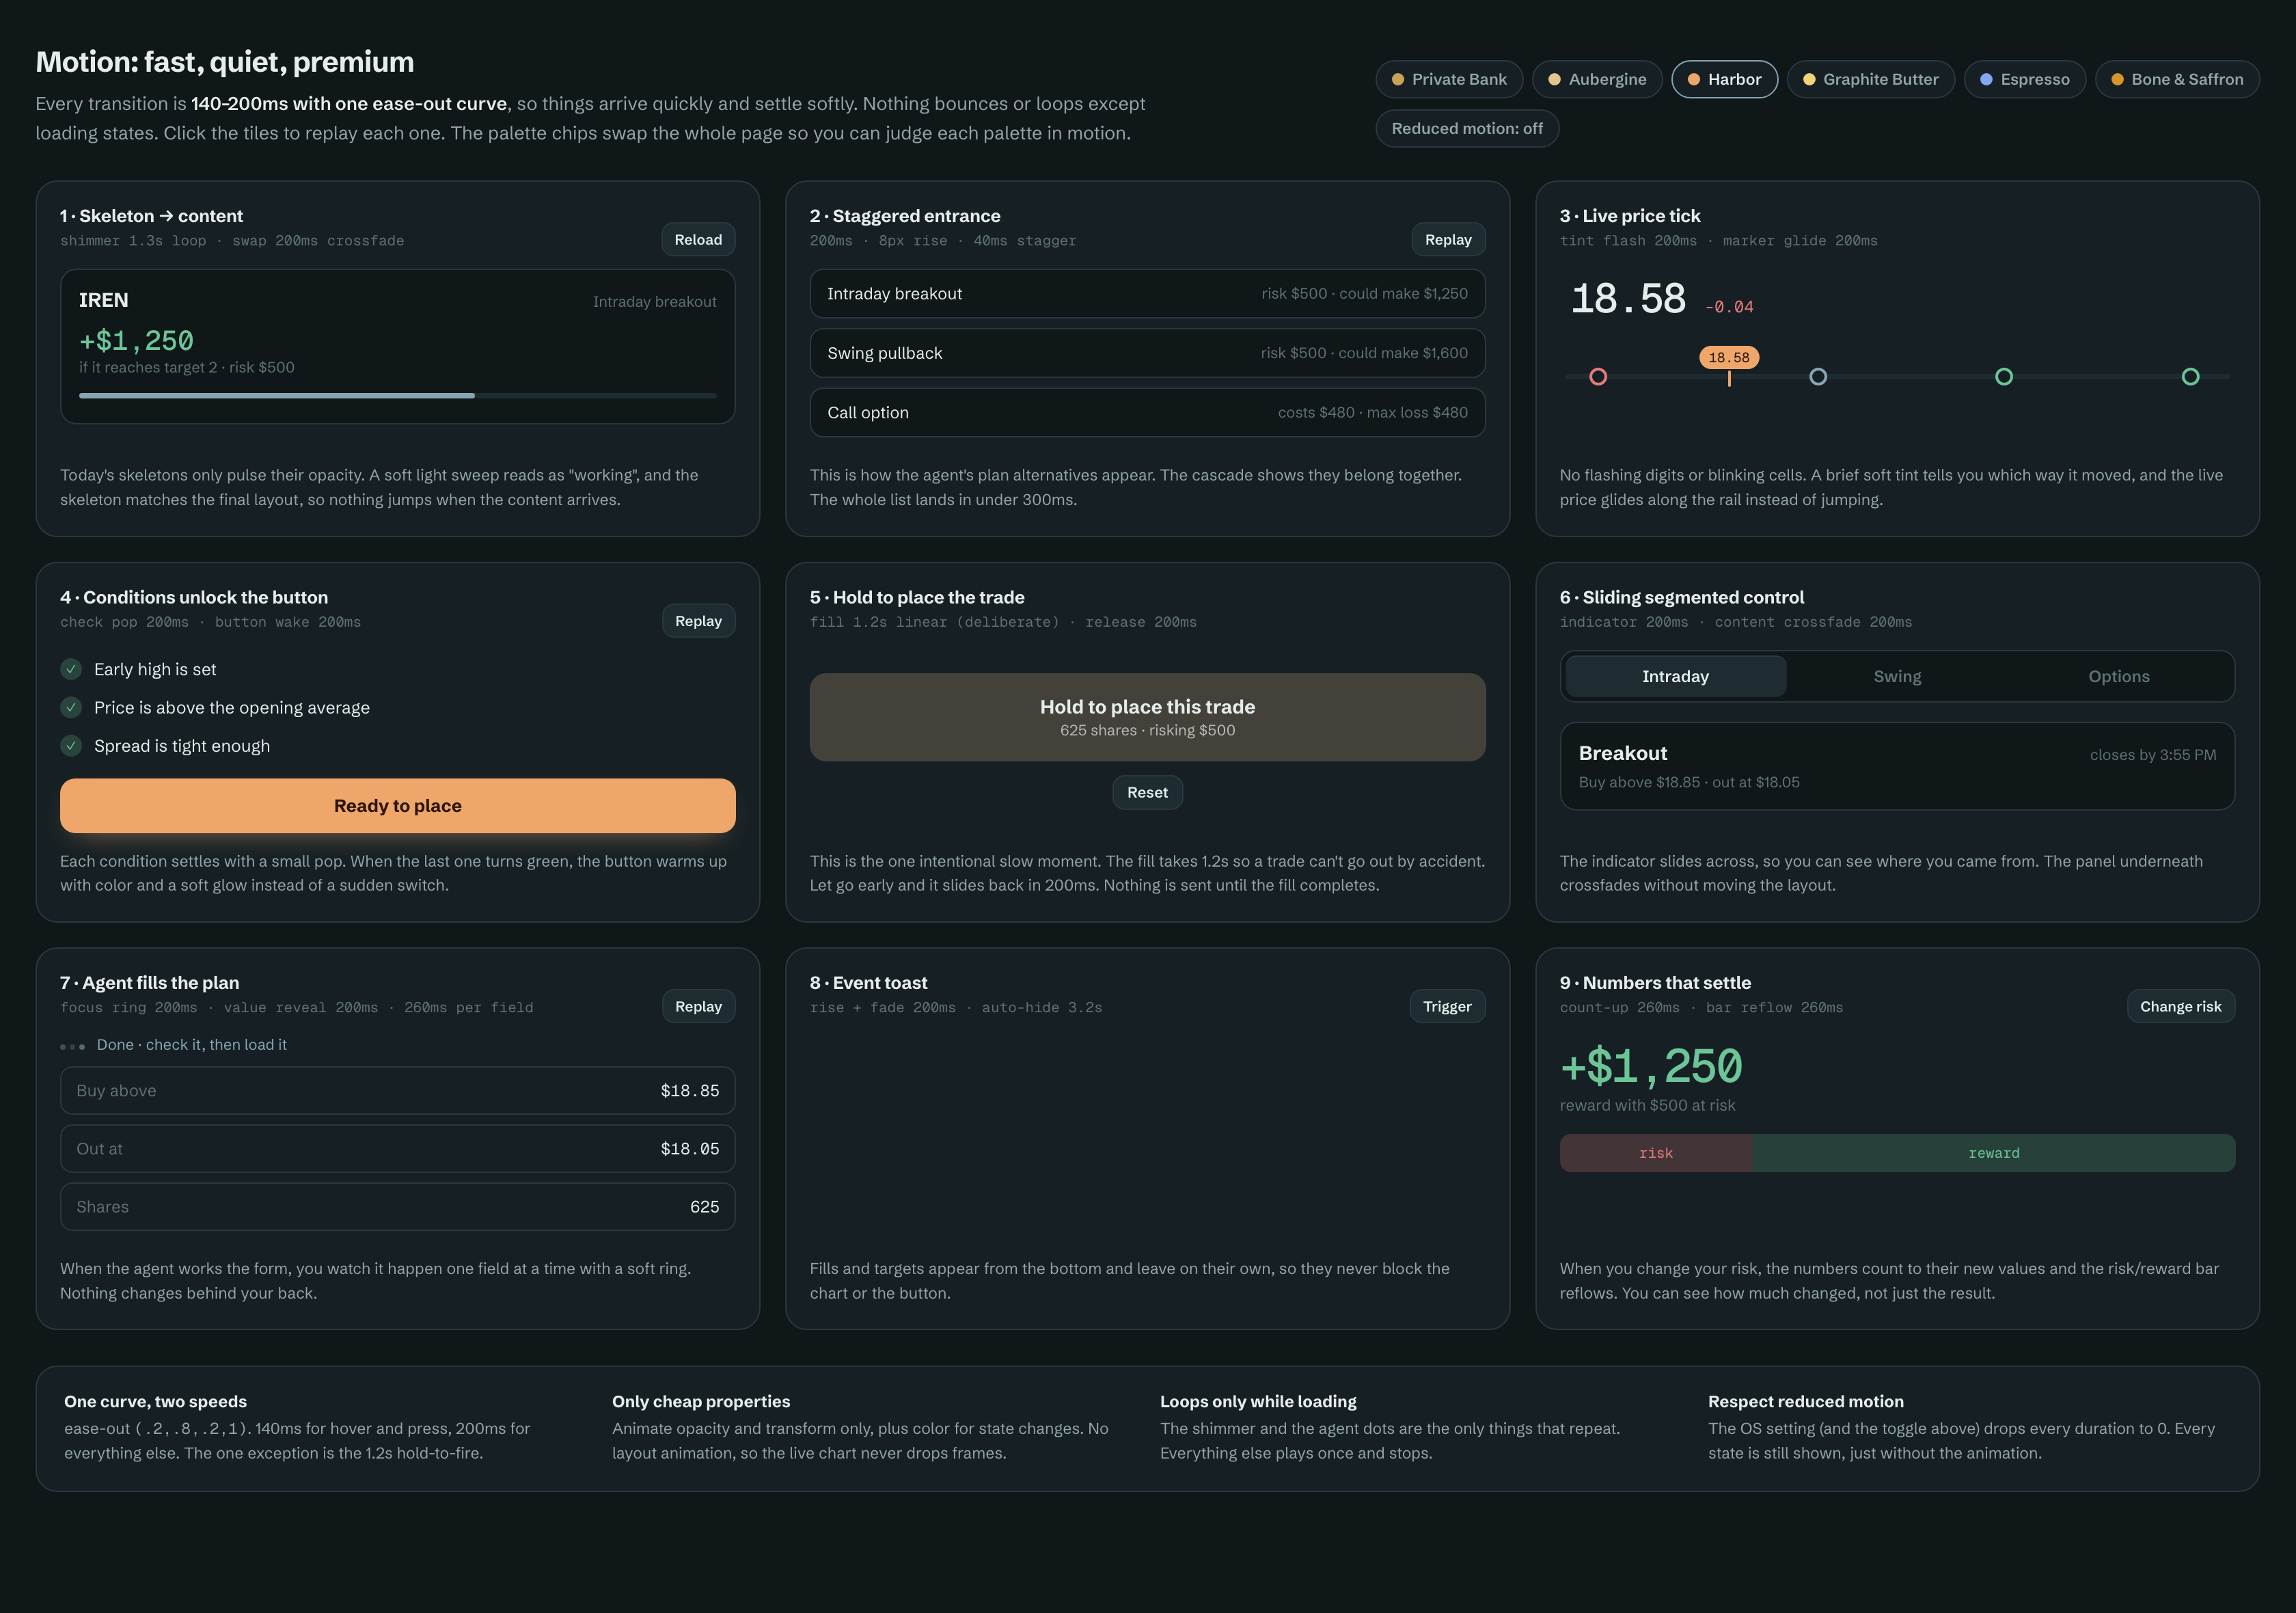 Motion: fast, quiet, premium
Every transition is 140–200ms with one ease-out curve, so things arrive quickly and settle softly. Nothing bounces or loops except
loading states. Click the tiles to replay each one. The palette chips swap the whole page so you can judge each palette in motion.
Private Bank
Aubergine
Harbor
Graphite Butter
Espresso
Bone & Saffron
Reduced motion: off
1 · Skeleton → content
shimmer 1.3s loop · swap 200ms crossfade
Reload
IREN
Intraday breakout
+$1,250
if it reaches target 2 · risk $500
Today's skeletons only pulse their opacity. A soft light sweep reads as "working", and the
skeleton matches the final layout, so nothing jumps when the content arrives.
2 · Staggered entrance
200ms · 8px rise · 40ms stagger
Replay
Intraday breakout
risk $500 · could make $1,250
Swing pullback
risk $500 · could make $1,600
Call option
costs $480 · max loss $480
This is how the agent's plan alternatives appear. The cascade shows they belong together.
The whole list lands in under 300ms.
3 · Live price tick
tint flash 200ms · marker glide 200ms
18.58
-0.04
18.58
No flashing digits or blinking cells. A brief soft tint tells you which way it moved, and the live
price glides along the rail instead of jumping.
4 · Conditions unlock the button
check pop 200ms · button wake 200ms
Replay
Early high is set
Price is above the opening average
Spread is tight enough
Ready to place
Each condition settles with a small pop. When the last one turns green, the button warms up
with color and a soft glow instead of a sudden switch.
5 · Hold to place the trade
fill 1.2s linear (deliberate) · release 200ms
Hold to place this trade
625 shares · risking $500
Reset
This is the one intentional slow moment. The fill takes 1.2s so a trade can't go out by accident.
Let go early and it slides back in 200ms. Nothing is sent until the fill completes.
6 · Sliding segmented control
indicator 200ms · content crossfade 200ms
Intraday
Swing
Options
Breakout
closes by 3:55 PM
Buy above $18.85 · out at $18.05
The indicator slides across, so you can see where you came from. The panel underneath
crossfades without moving the layout.
7 · Agent fills the plan
focus ring 200ms · value reveal 200ms · 260ms per field
Replay
Done · check it, then load it
Buy above
$18.85
Out at
$18.05
Shares
625
When the agent works the form, you watch it happen one field at a time with a soft ring.
Nothing changes behind your back.
8 · Event toast
rise + fade 200ms · auto-hide 3.2s
Trigger
Fills and targets appear from the bottom and leave on their own, so they never block the
chart or the button.
9 · Numbers that settle
count-up 260ms · bar reflow 260ms
Change risk
+$1,250
reward with $500 at risk
risk
reward
When you change your risk, the numbers count to their new values and the risk/reward bar
reflows. You can see how much changed, not just the result.
One curve, two speeds
ease-out (.2,.8,.2,1). 140ms for hover and press, 200ms for
everything else. The one exception is the 1.2s hold-to-fire.
Only cheap properties
Animate opacity and transform only, plus color for state changes. No
layout animation, so the live chart never drops frames.
Loops only while loading
The shimmer and the agent dots are the only things that repeat.
Everything else plays once and stops.
Respect reduced motion
The OS setting (and the toggle above) drops every duration to 0. Every
state is still shown, just without the animation.